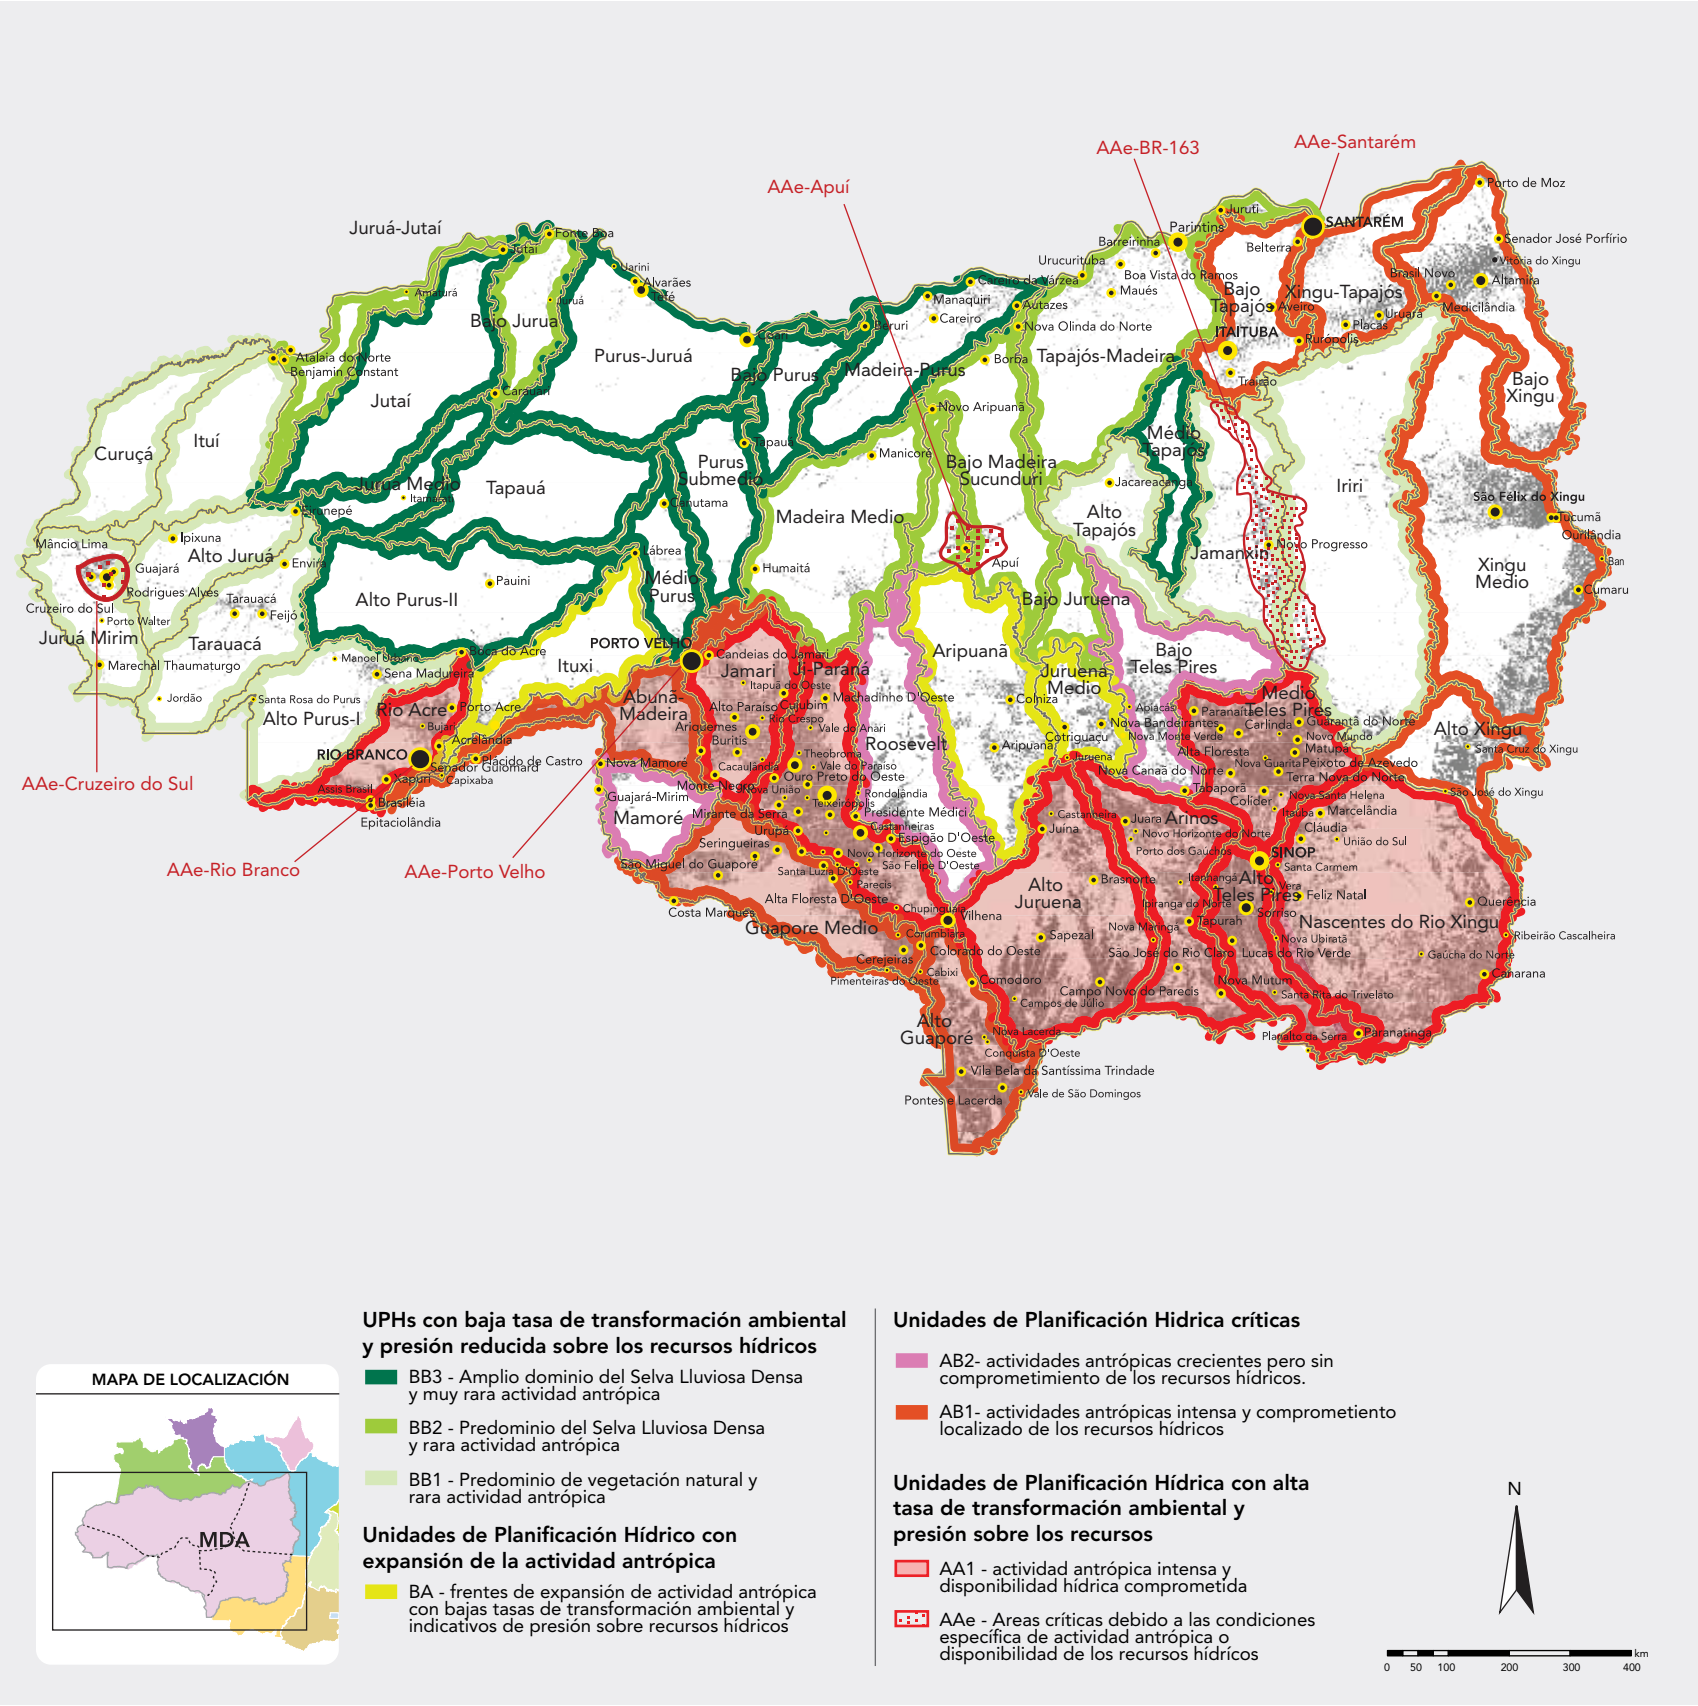 AAe-BR-163
AAe-Santarém
AAe-Apuí
Porto de Moz
Juruti
SANTARÉM
Parintins
Juruá-Jutaí
Fonte Boa
Jutaí
Barreirinha
Belterra
Senador José Porfírio
Vitória do Xingu
Urucurituba
Boa Vista do Ramos
Brasil Novo
Altamira
Uarini
Alvarães
Tefé
Careiro da Várzea
Maués
Bajo
Tapajós
Aveiro
Xingu-Tapajós
Medicilândia
Amaturá
Juruá
Manaquiri
Autazes
Uruará
Placas
Bajo Jurua
Careiro
Beruri
Nova Olinda do Norte
ITAITUBA
Rurópolis
Coari
Purus-Juruá
Tapajós-Madeira
Atalaia do Norte
Benjamin Constant
Bajo Purus
Madeira-Purus
Borba
Trairão
Bajo
Xingu
Carauari
Jutaí
Novo Aripuanã
Curuçá
Ituí
Tapauá
Manicoré
Médio
Tapajós
Purus
Submedio
Bajo Madeira
Sucunduri
Jacareacanga
Iriri
Juruá Medio
Itamarati
Tapauá
Canutama
São Félix do Xingu
Eirunepé
Madeira Medio
Alto
Tapajós
Tucumã
Ourilândia
Mâncio Lima
Ipixuna
Alto Juruá
Lábrea
Jamanxin
Novo Progresso
Guajará
Envira
Humaitá
Apuí
Xingu
Medio
Ban
Rodrigues Alves
Pauini
Médio
Purus
Cumaru
Cruzeiro do Sul
Tarauacá
Feijó
Alto Purus-II
Bajo Juruena
Porto Walter
Juruá Mirim
Tarauacá
PORTO VELHO
Candeias do Jamari
Aripuanã
Bajo
Teles Pires
Marechal Thaumaturgo
Manoel Urbano
Boca do Acre
Ituxi
Jamari
Ji-Paraná
Juruena
Medio
Sena Madureira
Itapuã do Oeste
Jordão
Santa Rosa do Purus
Abunã-
Madeira
Machadinho D'Oeste
Cujubim
Colniza
Medio
Teles Pires
Rio Acre
Porto Acre
Alto Paraíso
Rio Crespo
Apiacás
Paranaíta
Alto Purus-I
Bujari
Ariquemes
Vale do Anari
Nova Bandeirantes
Carlinda
Guarantã do Norte
Alto Xingu
Acrelândia
Buritis
Roosevelt
Cotriguaçu
Nova Monte Verde
Novo Mundo
RIO BRANCO
Theobroma
Aripuanã
Alta Floresta
Matupá
Santa Cruz do Xingu
Senador Guiomard
Plácido de Castro
Nova Mamoré
Cacaulândia
Vale do Paraíso
Juruena
Nova Guarita
Peixoto de Azevedo
Xapuri
Capixaba
Ouro Preto do Oeste
Nova Canaã do Norte
Terra Nova do Norte
AAe-Cruzeiro do Sul
Assis Brasil
Monte Negro
Nova União
Rondolândia
Tabaporã
Nova Santa Helena
São José do Xingu
Brasiléia
Guajará-Mirim
Teixeirópolis
Colider
Epitaciolândia
Mamoré
Mirante da Serra
Presidente Médici
Castanheira
Juara
Arinos
Itaúba
Marcelândia
Urupá
Castanheiras
Juína
Novo Horizonte do Norte
Cláudia
Seringueiras
Espigão D'Oeste
Porto dos Gaúchos
União do Sul
Novo Horizonte do Oeste
SINOP
São Miguel do Guaporé
São Felipe D'Oeste
Santa Carmem
AAe-Rio Branco
AAe-Porto Velho
Santa Luzia D'Oeste
Parecis
Alto
Juruena
Brasnorte
Itanhangá
Alto
Teles Pires
Vera
Alta Floresta D'Oeste
Feliz Natal
Costa Marques
Chupinguaia
Ipiranga do Norte
Sorriso
Querência
Guapore Medio
Vilhena
Tapurah
Nascentes do Rio Xingu
Corumbiara
Sapezal
Nova Maringá
Nova Ubiratã
Ribeirão Cascalheira
Cerejeiras
Colorado do Oeste
São José do Rio Claro
Lucas do Rio Verde
Gaúcha do Norte
Cabixi
Pimenteiras do Oeste
Comodoro
Campo Novo do Parecis
Nova Mutum
Canarana
Campos de Júlio
Santa Rita do Trivelato
Alto
Guaporé
Nova Lacerda
Planalto da Serra
Paranatinga
Conquista D'Oeste
Vila Bela da Santíssima Trindade
Pontes e Lacerda
Vale de São Domingos
UPHs con baja tasa de transformación ambiental
y presión reducida sobre los recursos hídricos
BB3 - Amplio dominio del Selva Lluviosa Densa
y muy rara actividad antrópica
BB2 - Predominio del Selva Lluviosa Densa
y rara actividad antrópica
BB1 - Predominio de vegetación natural y
rara actividad antrópica
Unidades de Planificación Hídrico con
expansión de la actividad antrópica
BA - frentes de expansión de actividad antrópica
con bajas tasas de transformación ambiental y
indicativos de presión sobre recursos hídricos
Unidades de Planificación Hidrica críticas
AB2- actividades antrópicas crecientes pero sin
comprometimiento de los recursos hídricos.
AB1- actividades antrópicas intensa y comprometiento
localizado de los recursos hídricos
Unidades de Planificación Hídrica con alta
tasa de transformación ambiental y
presión sobre los recursos
AA1 - actividad antrópica intensa y
disponibilidad hídrica comprometida
AAe - Areas críticas debido a las condiciones
específica de actividad antrópica o
disponibilidad de los recursos hídricos
MAPA DE LOCALIZACIÓN
MDA
N
km
0 50 100 200 300 400